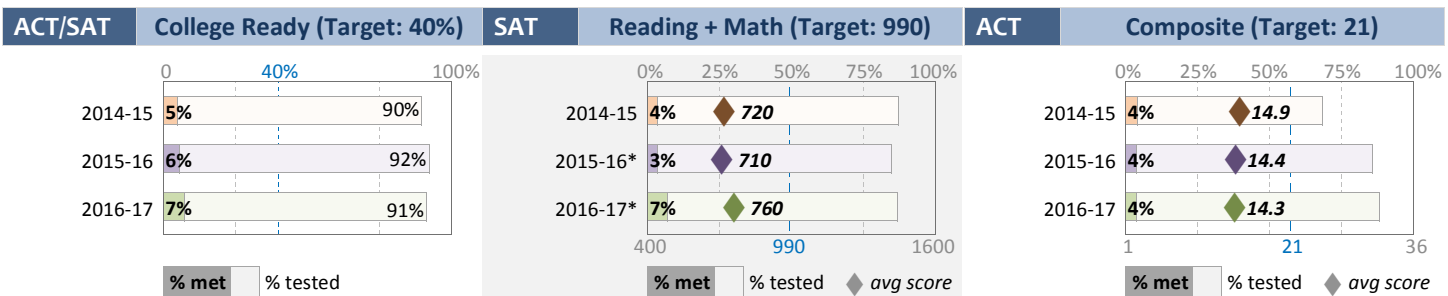 ACT/SAT College Ready (Target: 40%)
0 40% 100%
2014-15 5% 90%
2015-16 6% 92%
2016-17 7% 91%
% met % tested
SAT Reading + Math (Target: 990)
0% 25% 50% 75% 100%
2014-15 4% 720
2015-16* 3% 710
2016-17* 7% 760
400 990 1600
% met % tested avg score
ACT Composite (Target: 21)
0% 25% 50% 75% 100%
2014-15 4% 14.9
2015-16 4% 14.4
2016-17 4% 14.3
1 21 36
% met % tested avg score